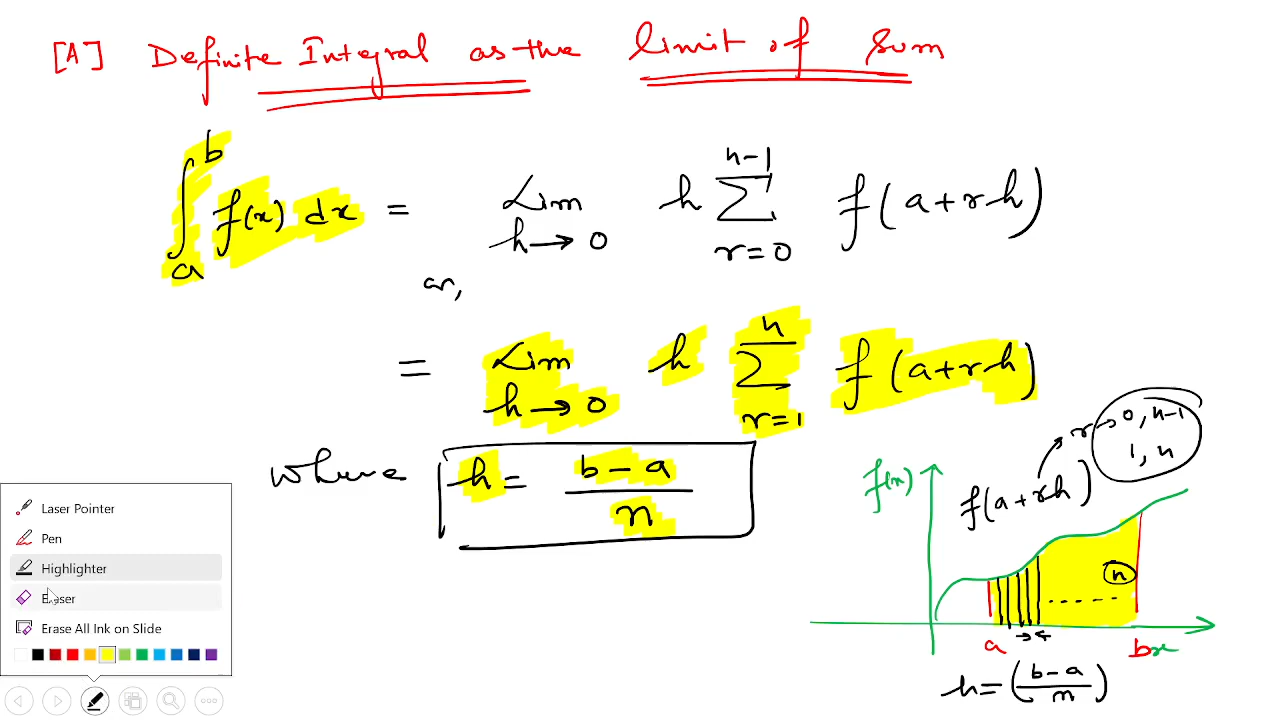 [A] Definite Integral as the limit of sum
∫_a^b f(x) dx = Lim_{h→0} h Σ_{r=0}^{n-1} f(a+rh)
or,
= Lim_{h→0} h Σ_{r=1}^{n} f(a+rh)
where h = (b-a)/n
r→0, n-1
1, n
f(a+rh)
f(x)
n
a
b
x
h = ((b-a)/n)
Laser Pointer
Pen
Highlighter
Eraser
Erase All Ink on Slide